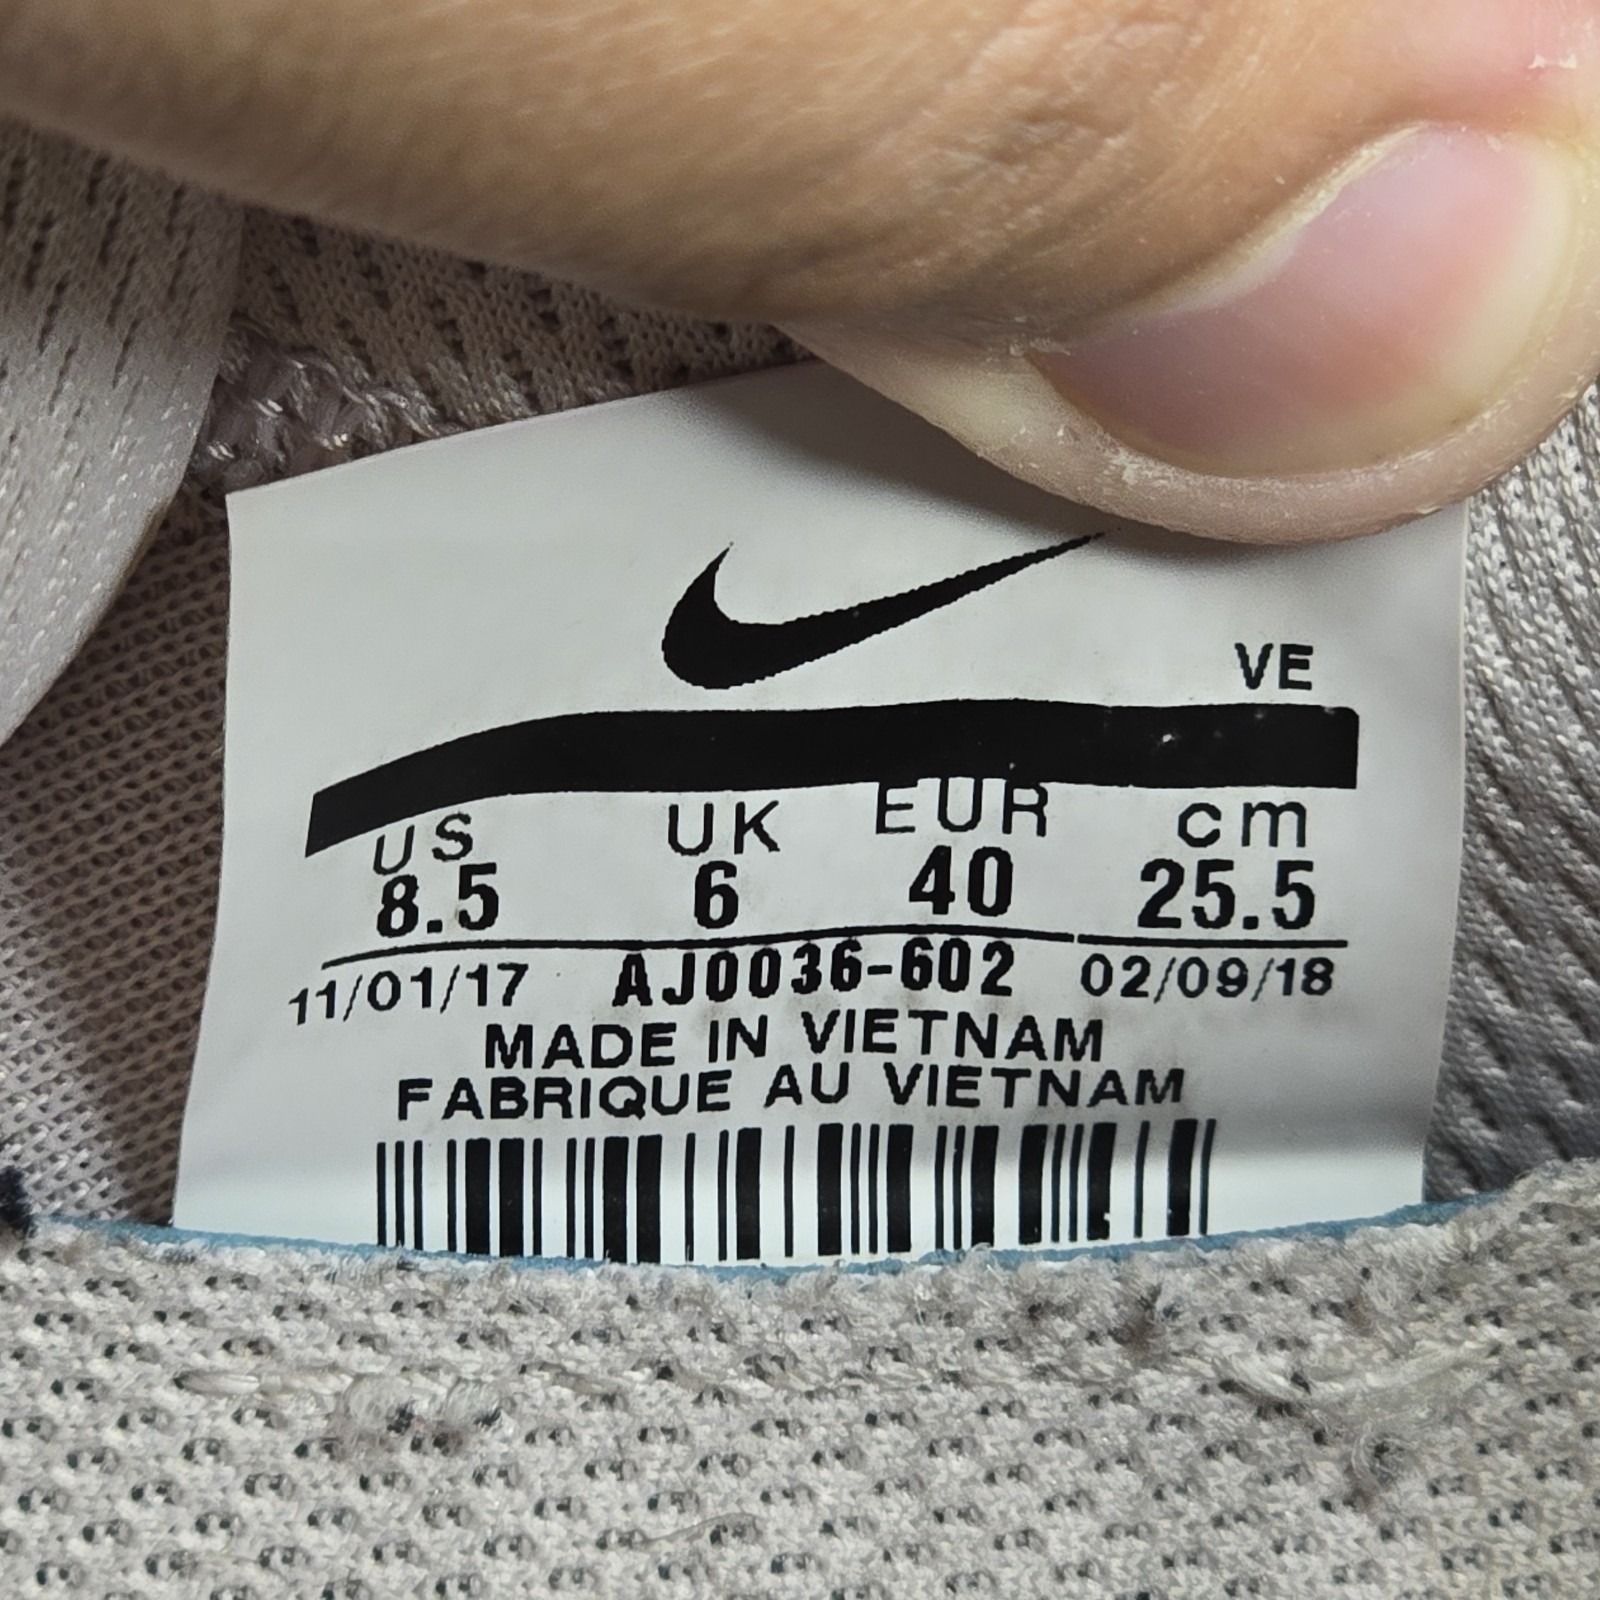 VE
US UK EUR cm
8.5 6 40 25.5
11/01/17 AJ0036-602 02/09/18
MADE IN VIETNAM
FABRIQUE AU VIETNAM